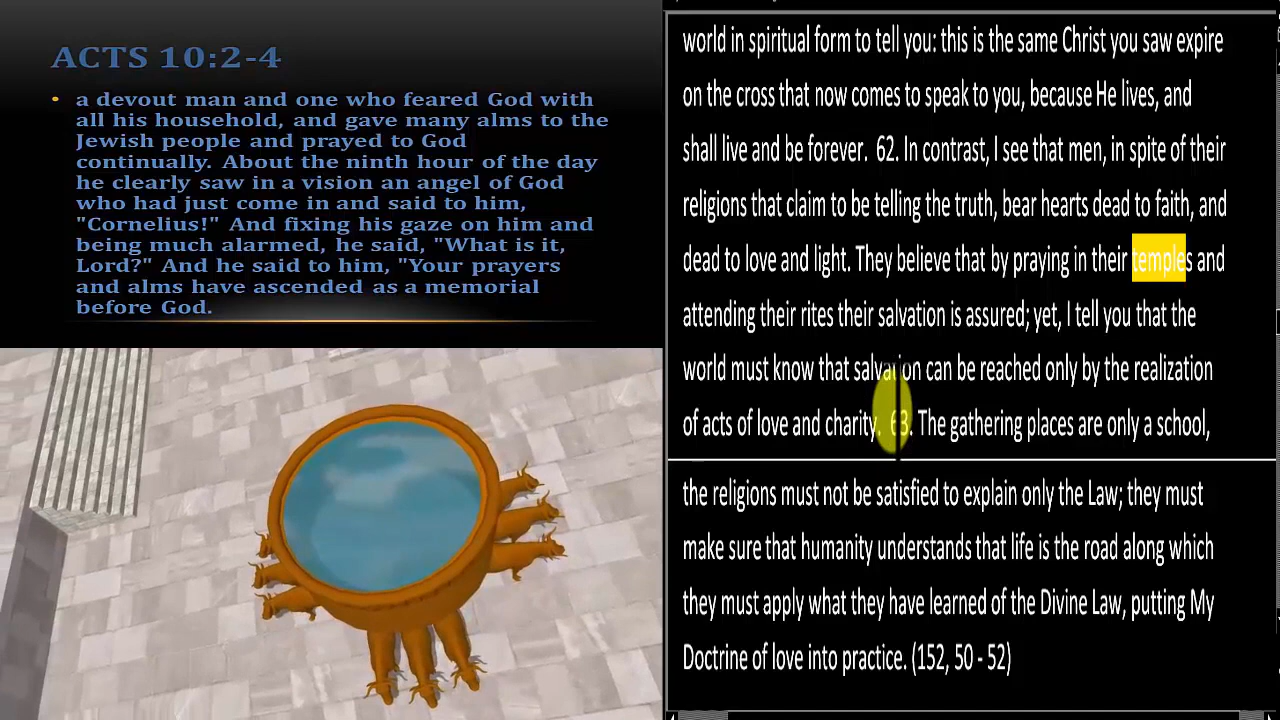 ACTS 10:2-4
• a devout man and one who feared God with
all his household, and gave many alms to the
Jewish people and prayed to God
continually. About the ninth hour of the day
he clearly saw in a vision an angel of God
who had just come in and said to him,
"Cornelius!" And fixing his gaze on him and
being much alarmed, he said, "What is it,
Lord?" And he said to him, "Your prayers
and alms have ascended as a memorial
before God.
world in spiritual form to tell you: this is the same Christ you saw expire
on the cross that now comes to speak to you, because He lives, and
shall live and be forever. 62. In contrast, I see that men, in spite of their
religions that claim to be telling the truth, bear hearts dead to faith, and
dead to love and light. They believe that by praying in their temples and
attending their rites their salvation is assured; yet, I tell you that the
world must know that salvation can be reached only by the realization
of acts of love and charity. 63. The gathering places are only a school,
the religions must not be satisfied to explain only the Law; they must
make sure that humanity understands that life is the road along which
they must apply what they have learned of the Divine Law, putting My
Doctrine of love into practice. (152, 50 - 52)